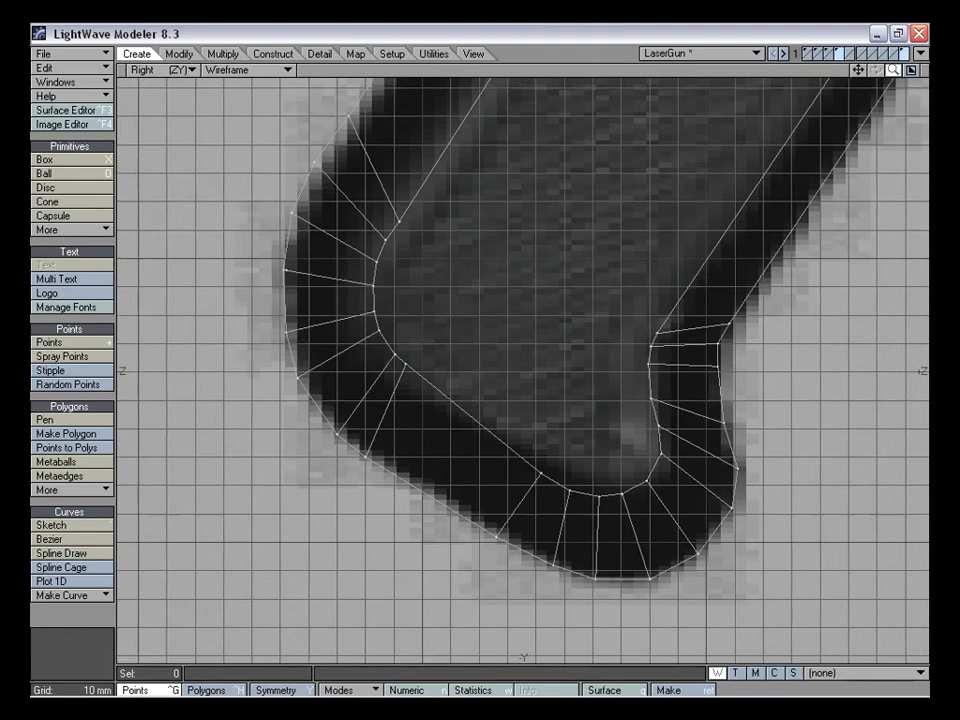 LightWave Modeler 8.3
File Create Modify Multiply Construct Detail Map Setup Utilities View LaserGun * 1
Edit Right (ZY) Wireframe
Windows
Help
Surface Editor ^F3
Image Editor ^F4
Primitives
Box X
Ball O
Disc
Cone
Capsule
More
Text
Text
Multi Text
Logo
Manage Fonts
Points
Points +
Spray Points
Stipple
Random Points
Z Z
Polygons
Pen
Make Polygon
Points to Polys
Metaballs
Metaedges
More
Curves
Sketch
Bezier
Spline Draw
Spline Cage
Plot 1D
Make Curve
-Y
Sel: 0 W T M C S (none)
Grid: 10 mm Points ^G Polygons ^H Symmetry Y Modes Numeric n Statistics w Info Surface q Make ret